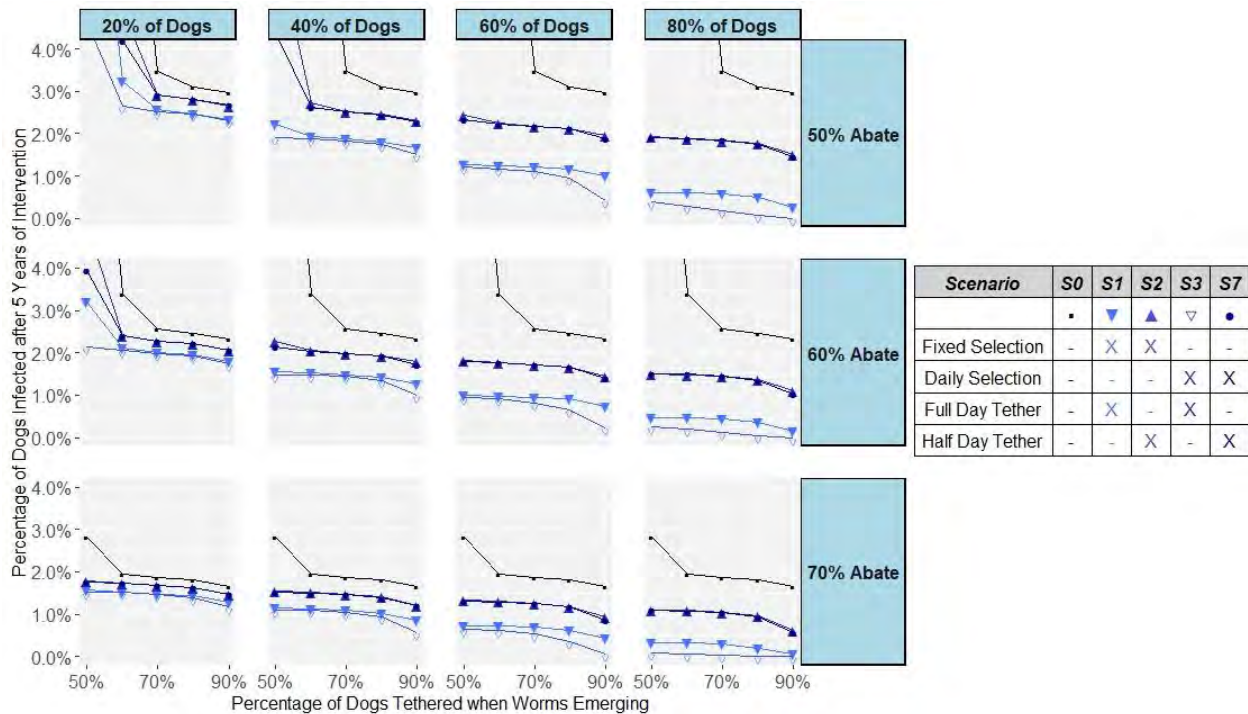 20% of Dogs 40% of Dogs 60% of Dogs 80% of Dogs
Percentage of Dogs Infected after 5 Years of Intervention
4.0%
3.0%
2.0%
1.0%
0.0%
50% Abate
4.0%
3.0%
2.0%
1.0%
0.0%
60% Abate
4.0%
3.0%
2.0%
1.0%
0.0%
70% Abate
50% 70% 90% 50% 70% 90% 50% 70% 90% 50% 70% 90%
Percentage of Dogs Tethered when Worms Emerging
Scenario S0 S1 S2 S3 S7
Fixed Selection - X X - -
Daily Selection - - - X X
Full Day Tether - X - X -
Half Day Tether - - X - X